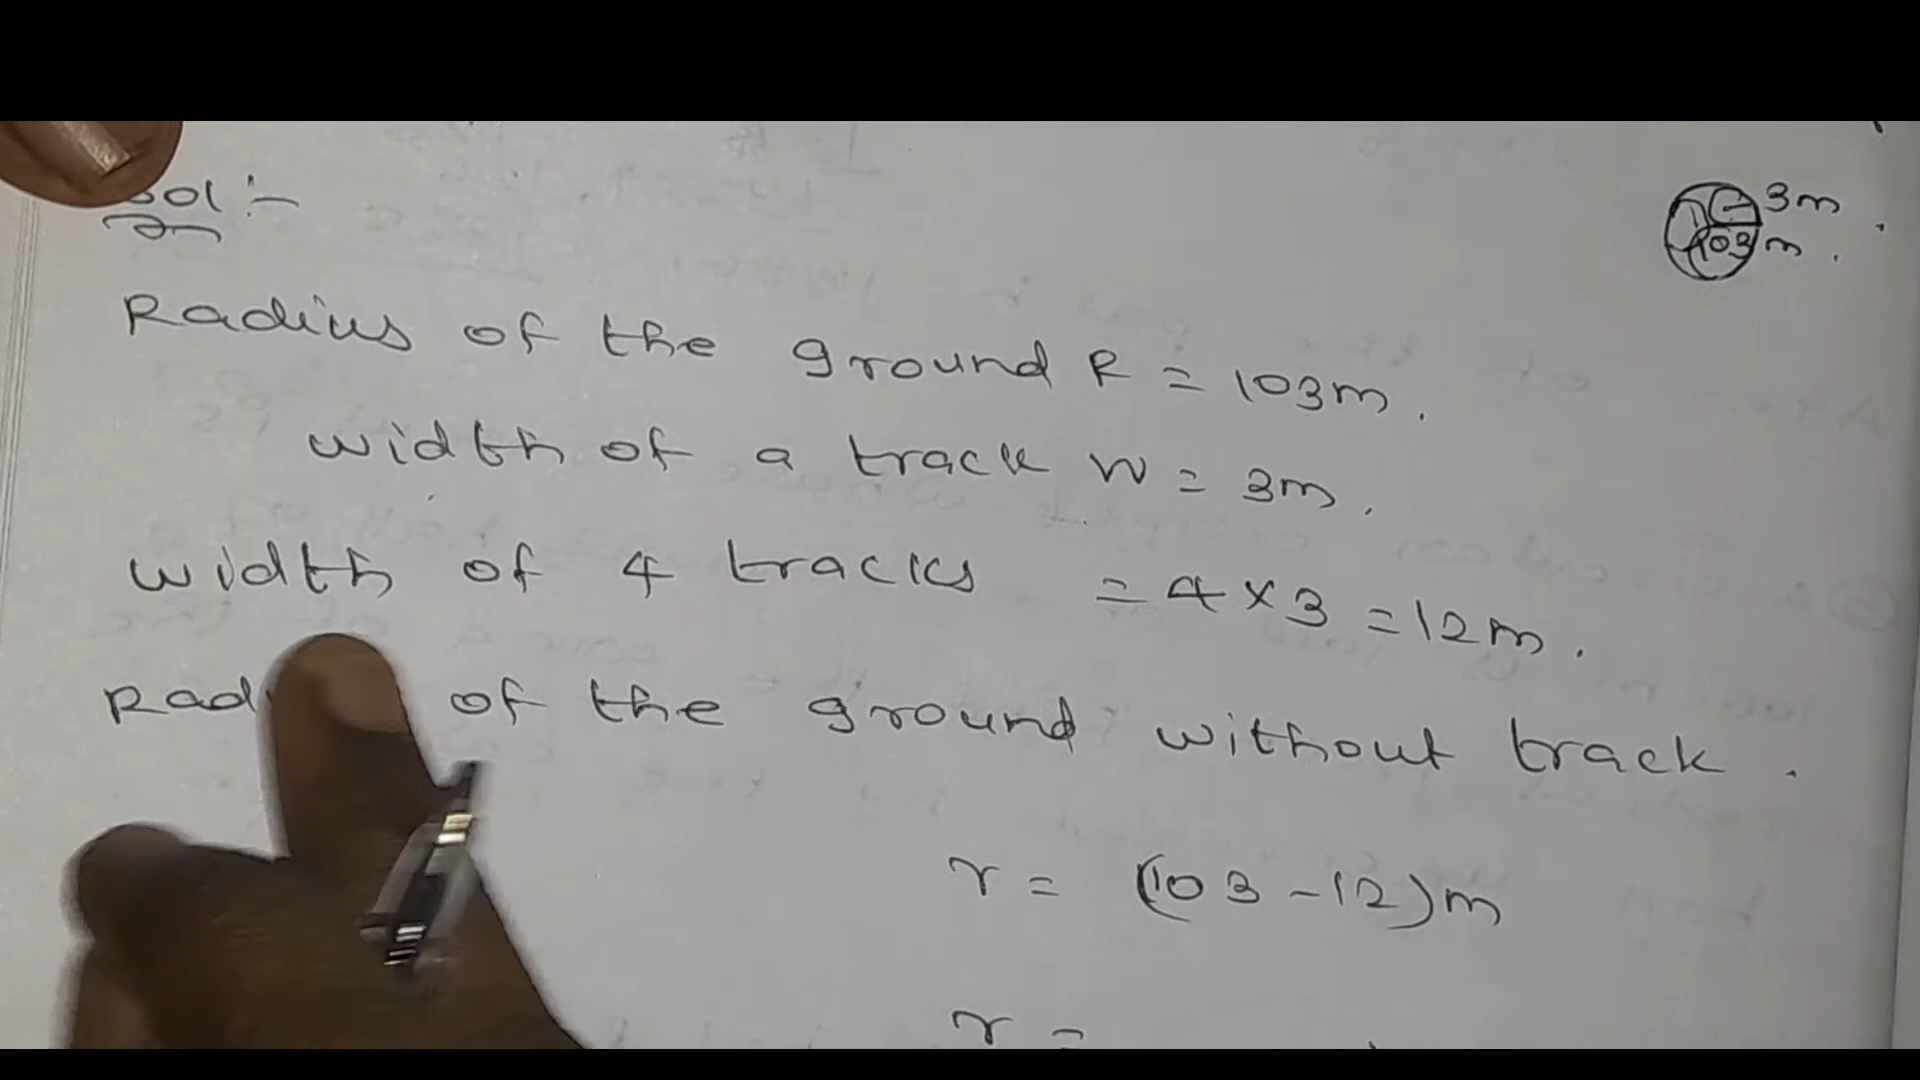 sol :-
3m
103m.
Radius of the ground R = 103m.
width of a track W = 3m.
width of 4 tracks = 4 × 3 = 12m.
of the ground without track.
r = (103 - 12)m
r =